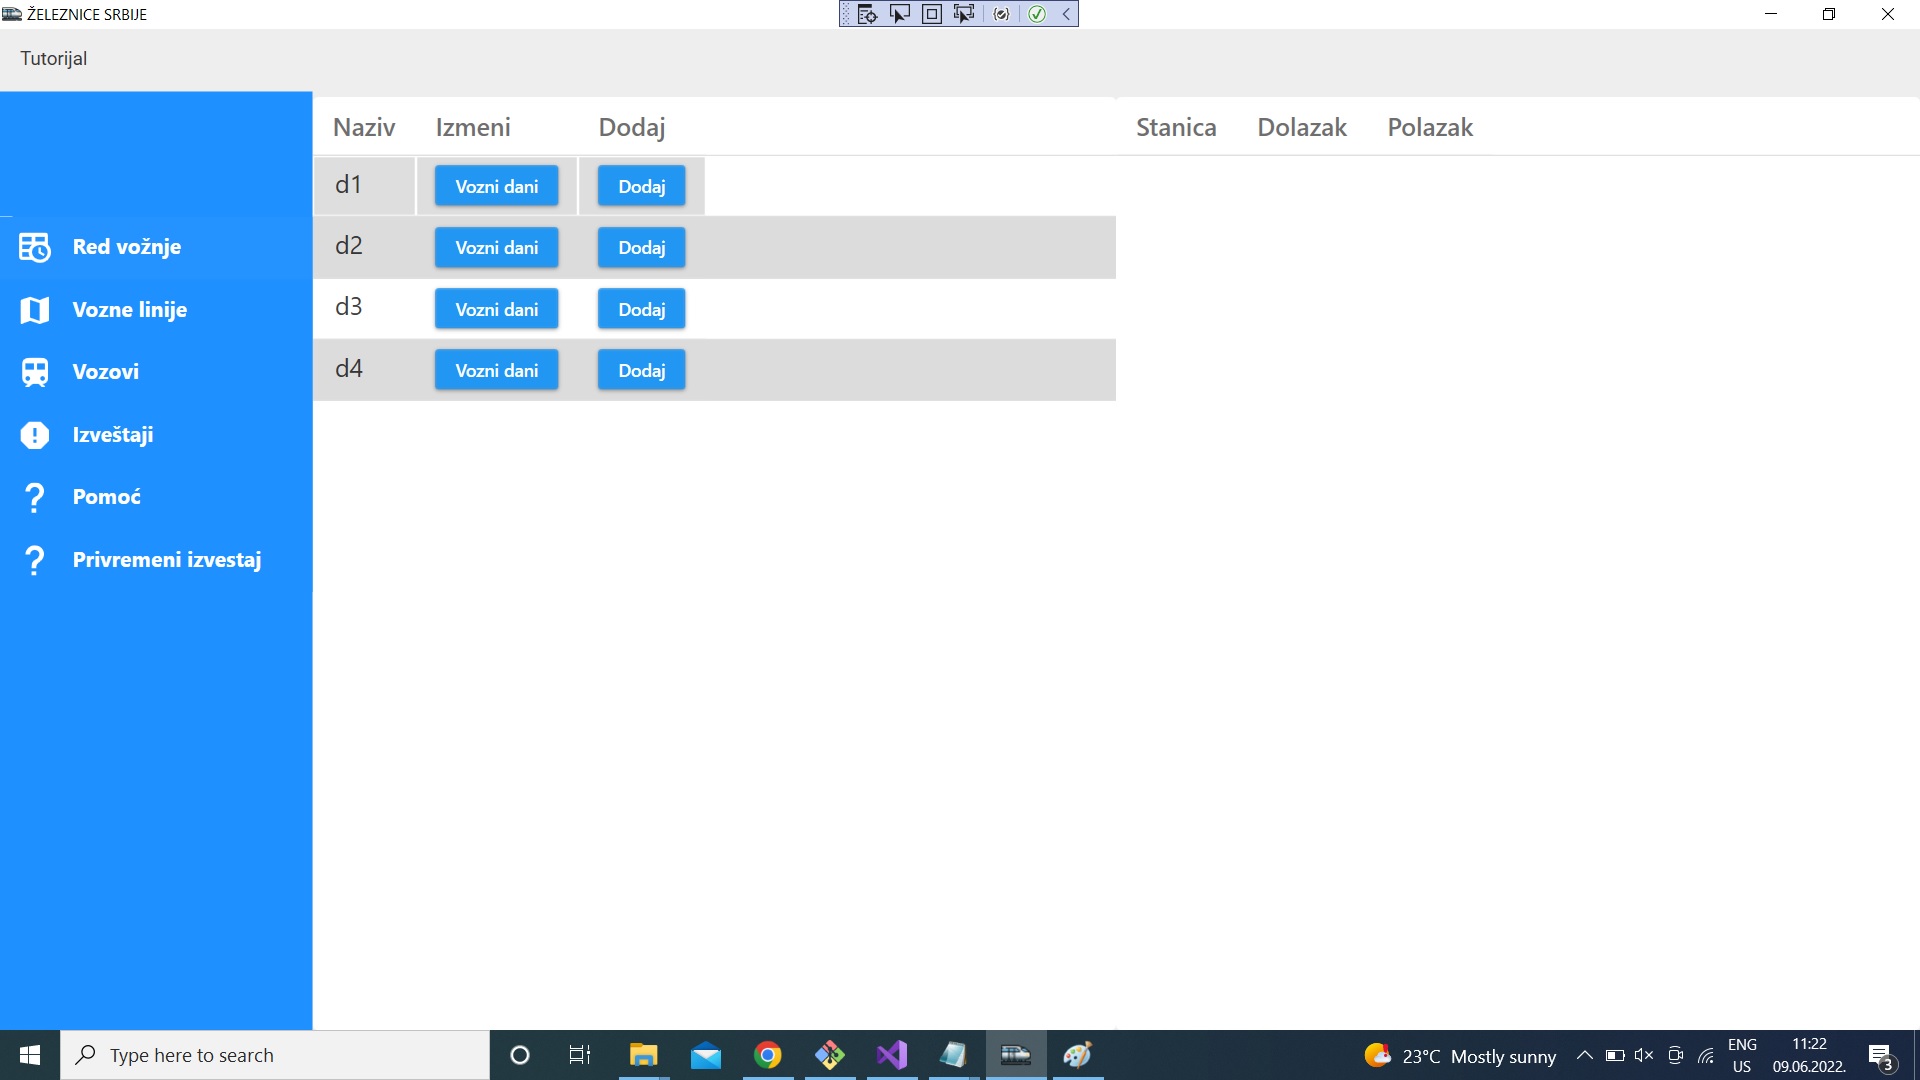 ŽELEZNICE SRBIJE
Tutorijal
Naziv Izmeni Dodaj Stanica Dolazak Polazak
d1 Vozni dani Dodaj
d2 Vozni dani Dodaj
d3 Vozni dani Dodaj
d4 Vozni dani Dodaj
Red vožnje
Vozne linije
Vozovi
Izveštaji
Pomoć
Privremeni izvestaj
Type here to search
23°C Mostly sunny
ENG
US
11:22
09.06.2022.
3